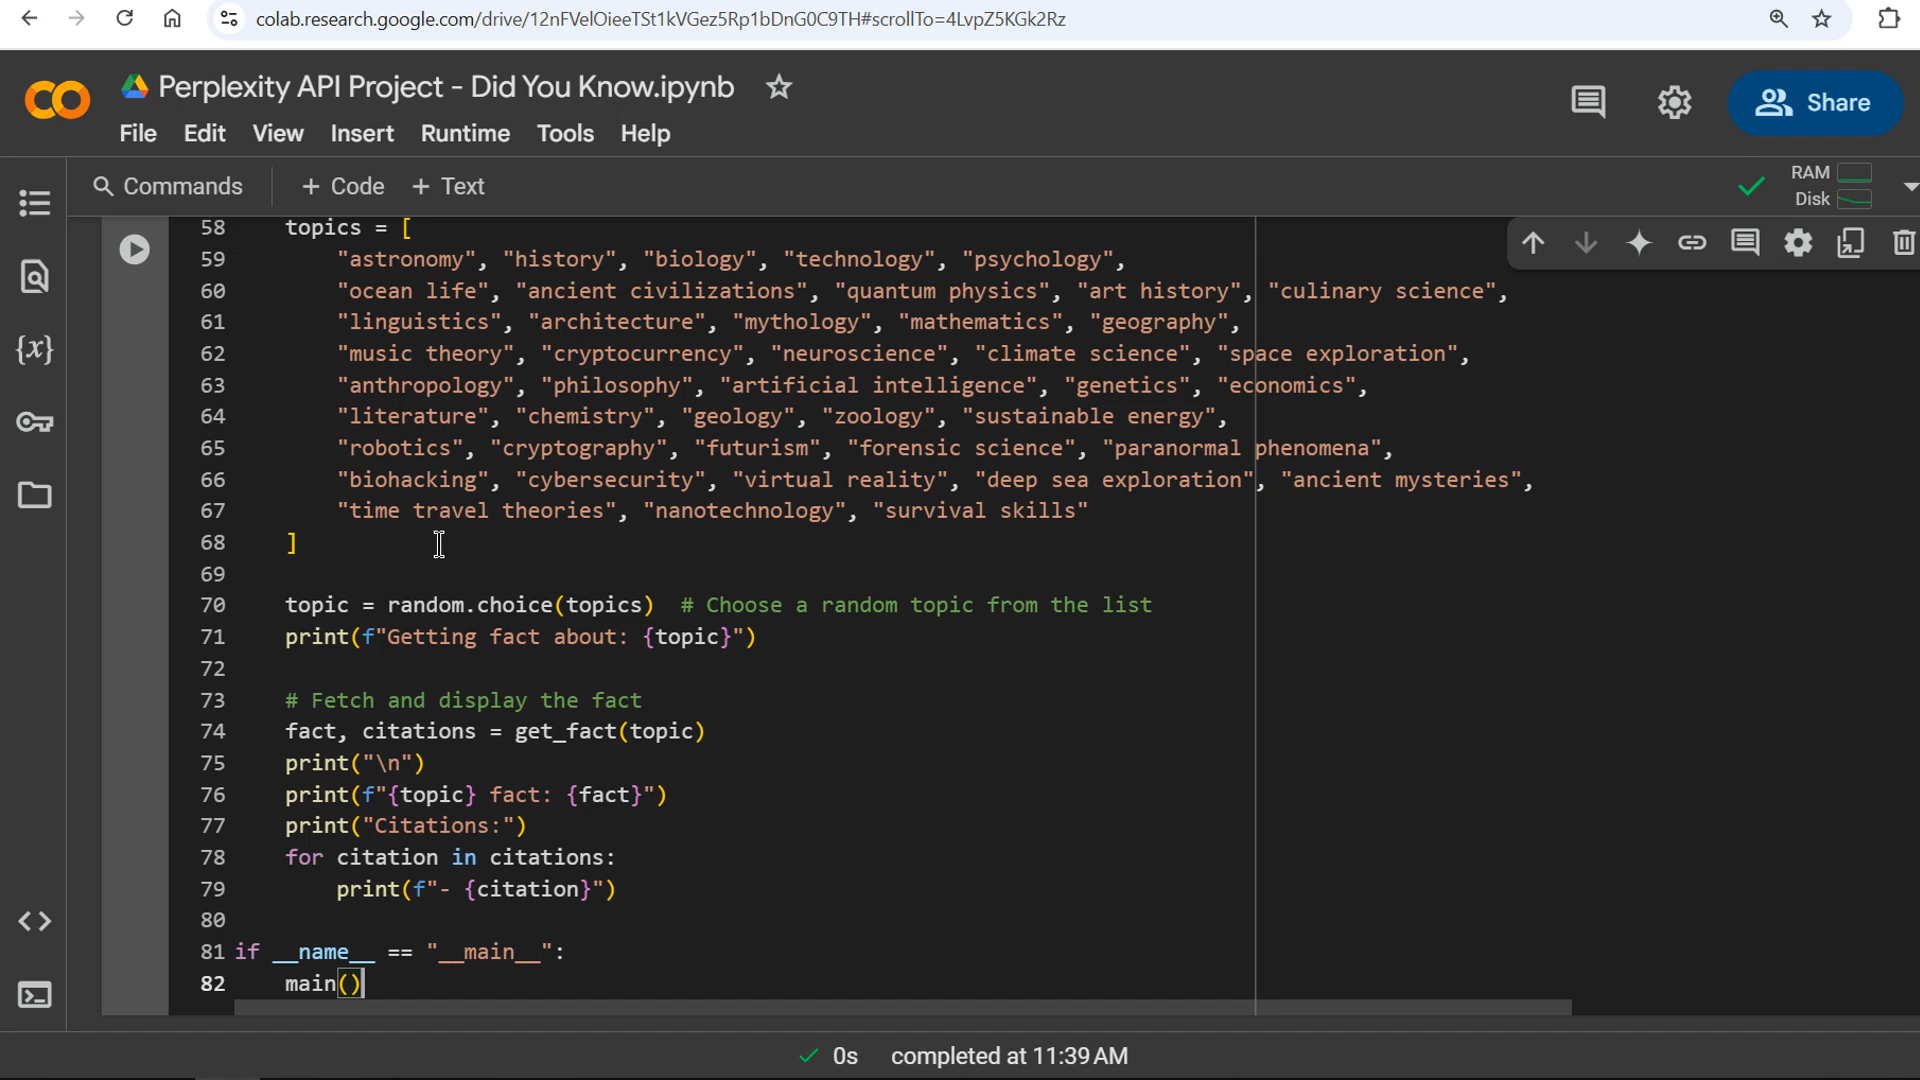 colab.research.google.com/drive/12nFVelOieeTSt1kVGez5Rp1bDnG0C9TH#scrollTo=4LvpZ5KGk2Rz
Perplexity API Project - Did You Know.ipynb
Share
File Edit View Insert Runtime Tools Help
Commands + Code + Text
RAM
Disk
58 topics = [
59 "astronomy", "history", "biology", "technology", "psychology",
60 "ocean life", "ancient civilizations", "quantum physics", "art history", "culinary science",
61 "linguistics", "architecture", "mythology", "mathematics", "geography",
62 "music theory", "cryptocurrency", "neuroscience", "climate science", "space exploration",
63 "anthropology", "philosophy", "artificial intelligence", "genetics", "economics",
64 "literature", "chemistry", "geology", "zoology", "sustainable energy",
65 "robotics", "cryptography", "futurism", "forensic science", "paranormal phenomena",
66 "biohacking", "cybersecurity", "virtual reality", "deep sea exploration", "ancient mysteries",
67 "time travel theories", "nanotechnology", "survival skills"
68 ]
69
70 topic = random.choice(topics) # Choose a random topic from the list
71 print(f"Getting fact about: {topic}")
72
73 # Fetch and display the fact
74 fact, citations = get_fact(topic)
75 print("\n")
76 print(f"{topic} fact: {fact}")
77 print("Citations:")
78 for citation in citations:
79 print(f"- {citation}")
80
81 if __name__ == "__main__":
82 main()
0s completed at 11:39 AM